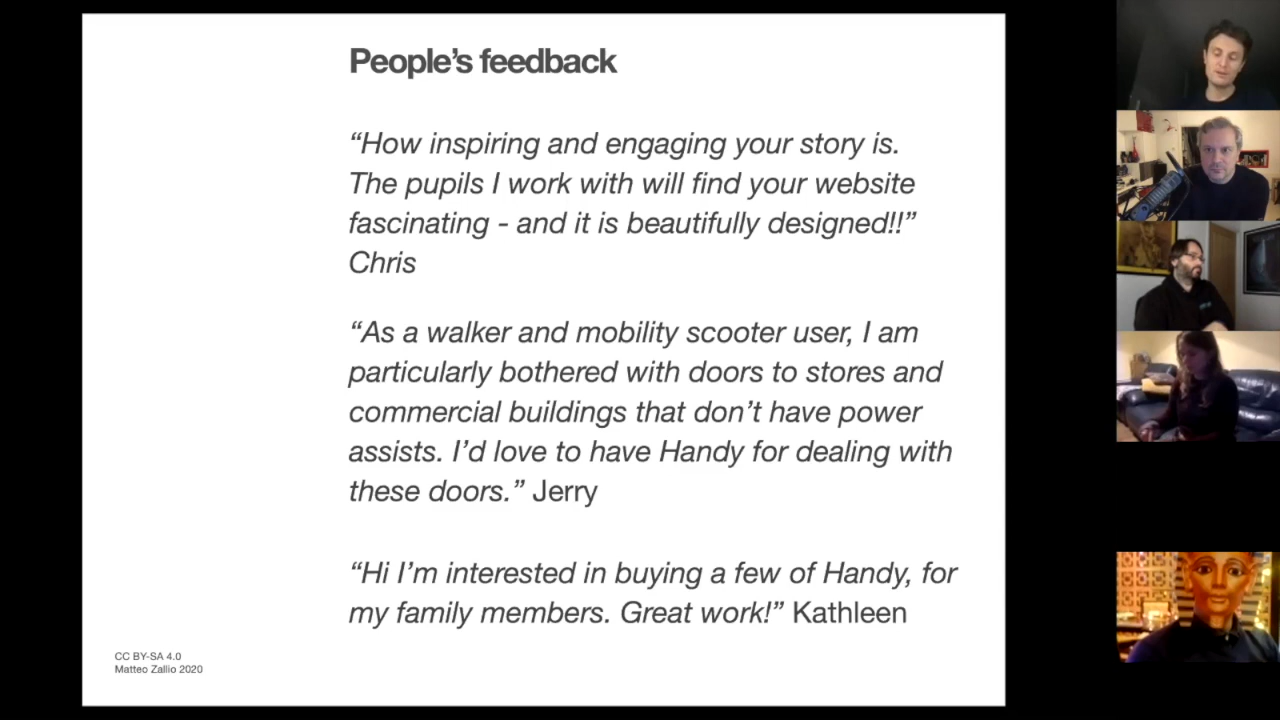 People’s feedback
“How inspiring and engaging your story is.
The pupils I work with will find your website
fascinating - and it is beautifully designed!!”
Chris
“As a walker and mobility scooter user, I am
particularly bothered with doors to stores and
commercial buildings that don’t have power
assists. I’d love to have Handy for dealing with
these doors.” Jerry
“Hi I’m interested in buying a few of Handy, for
my family members. Great work!” Kathleen
CC BY-SA 4.0
Matteo Zallio 2020